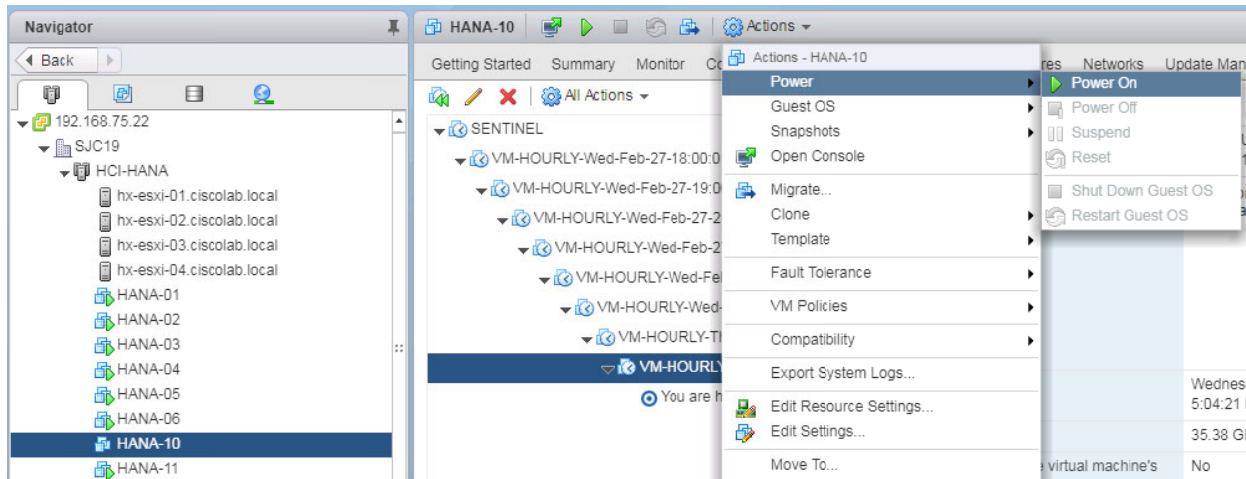 Navigator
Back
192.168.75.22
SJC19
HCI-HANA
hx-esxi-01.ciscolab.local
hx-esxi-02.ciscolab.local
hx-esxi-03.ciscolab.local
hx-esxi-04.ciscolab.local
HANA-01
HANA-02
HANA-03
HANA-04
HANA-05
HANA-06
HANA-10
HANA-11
HANA-10 Actions
Getting Started Summary Monitor Co res Networks Update Man
All Actions
SENTINEL
VM-HOURLY-Wed-Feb-27-18:00:0
VM-HOURLY-Wed-Feb-27-19:0
VM-HOURLY-Wed-Feb-27-2
VM-HOURLY-Wed-Feb-2
VM-HOURLY-Wed-Fe
VM-HOURLY-Wed-
VM-HOURLY-Th
VM-HOURLY
You are h
Actions - HANA-10
Power
Guest OS
Snapshots
Open Console
Migrate...
Clone
Template
Fault Tolerance
VM Policies
Compatibility
Export System Logs...
Edit Resource Settings...
Edit Settings...
Move To...
Power On
Power Off
Suspend
Reset
Shut Down Guest OS
Restart Guest OS
Wednes
5:04:21
35.38 G
virtual machine's No